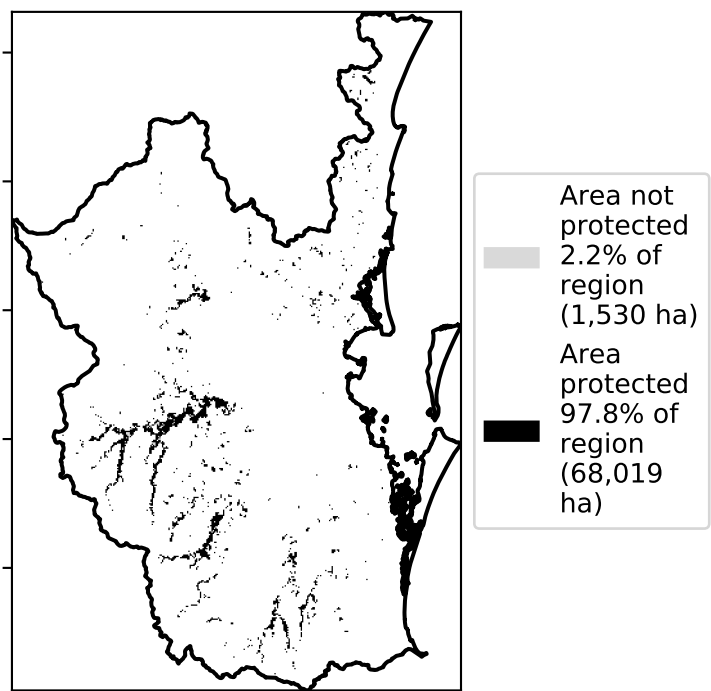 Area not
protected
2.2% of
region
(1,530 ha)
Area
protected
97.8% of
region
(68,019
ha)